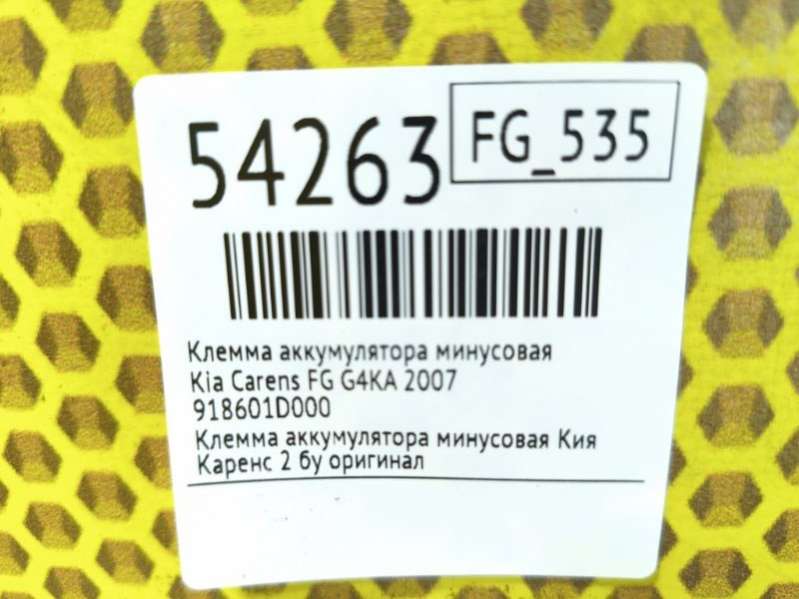 54263 FG_535
Клемма аккумулятора минусовая
Kia Carens FG G4KA 2007
918601D000
Клемма аккумулятора минусовая Кия
Каренс 2 бу оригинал